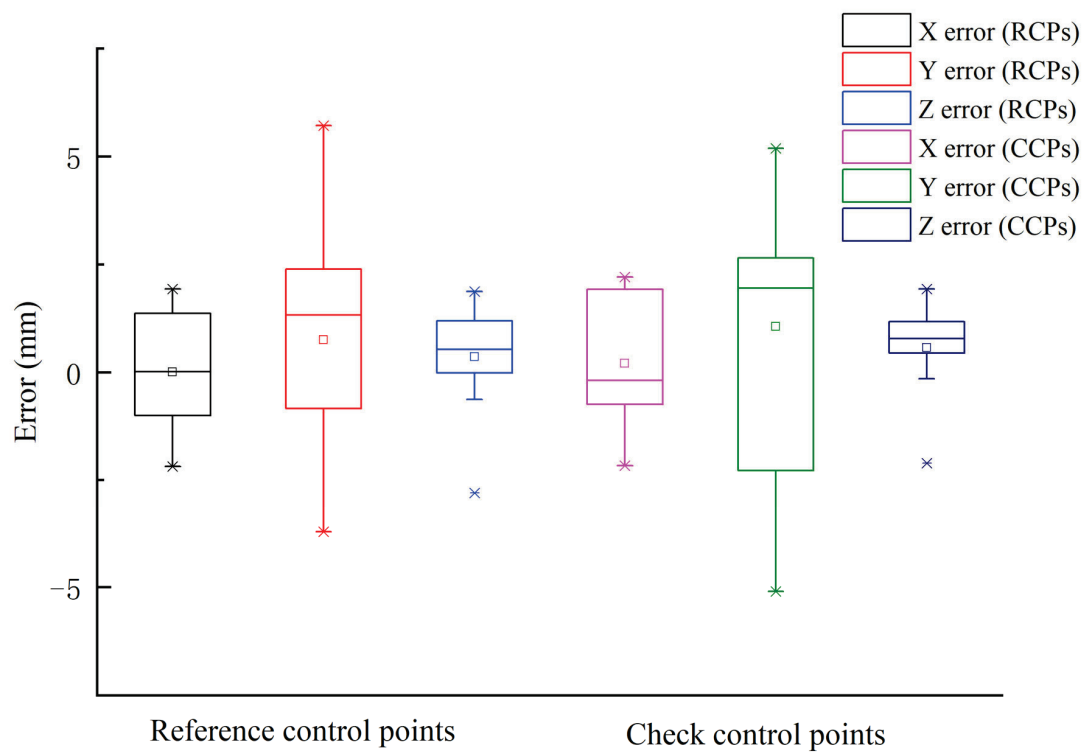 X error (RCPs)
Y error (RCPs)
Z error (RCPs)
X error (CCPs)
Y error (CCPs)
Z error (CCPs)
Error (mm)
5
0
−5
Reference control points
Check control points